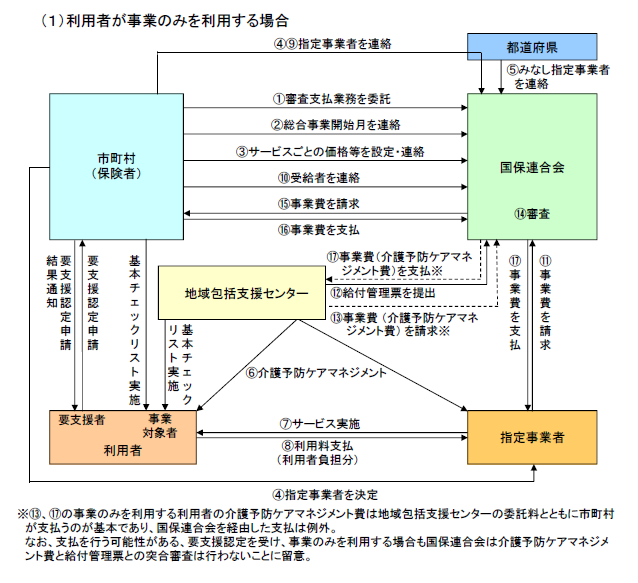 （１）利用者が事業のみを利用する場合
④⑨指定事業者を連絡
都道府県
⑤みなし指定事業者
を連絡
①審査支払業務を委託
②総合事業開始月を連絡
市町村
（保険者）
③サービスごとの価格等を設定・連絡
国保連合会
⑩受給者を連絡
⑮事業費を請求
⑭審査
⑯事業費を支払
要支援認定申請
結果通知
要支援認定申請
基本チェックリスト実施
⑰事業費（介護予防ケアマネ
ジメント費）を支払※
地域包括支援センター
⑫給付管理票を提出
⑬事業費（介護予防ケアマネ
ジメント費）を請求※
⑰事業費を支払
⑪事業費を請求
基本チェック
リスト実施
⑥介護予防ケアマネジメント
要支援者
事業
対象者
利用者
⑦サービス実施
⑧利用料支払
（利用者負担分）
指定事業者
④指定事業者を決定
※⑬、⑰の事業のみを利用する利用者の介護予防ケアマネジメント費は地域包括支援センターの委託料とともに市町村
が支払うのが基本であり、国保連合会を経由した支払は例外。
なお、支払を行う可能性がある、要支援認定を受け、事業のみを利用する場合も国保連合会は介護予防ケアマネジメ
ント費と給付管理票との突合審査は行わないことに留意。